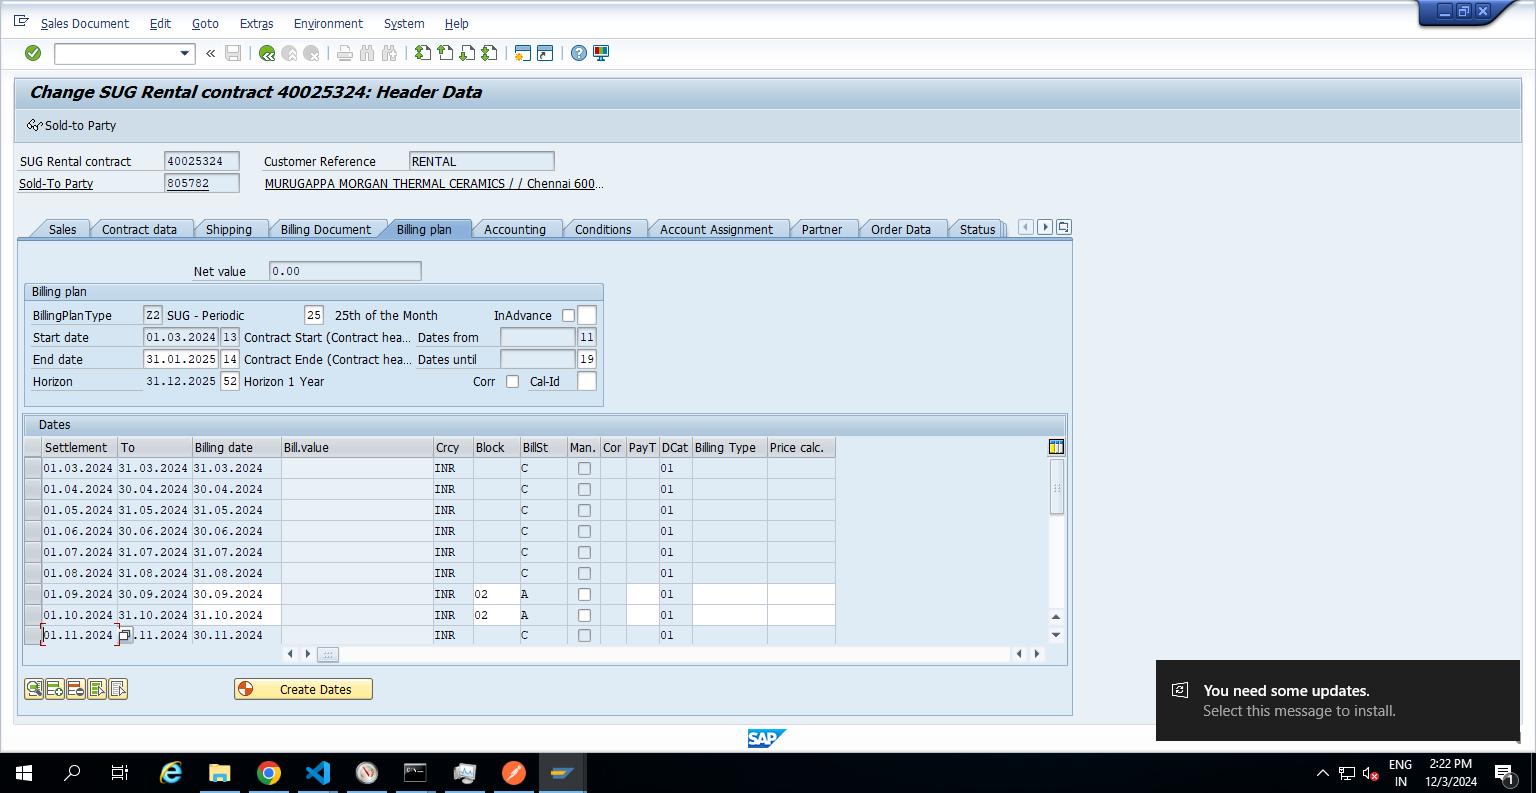 Sales Document Edit Goto Extras Environment System Help
Change SUG Rental contract 40025324: Header Data
Sold-to Party
SUG Rental contract 40025324 Customer Reference RENTAL
Sold-To Party 805782 MURUGAPPA MORGAN THERMAL CERAMICS / / Chennai 600...
Sales Contract data Shipping Billing Document Billing plan Accounting Conditions Account Assignment Partner Order Data Status
Net value 0.00
Billing plan
BillingPlanType Z2 SUG - Periodic 25 25th of the Month InAdvance
Start date 01.03.2024 13 Contract Start (Contract hea... Dates from 11
End date 31.01.2025 14 Contract Ende (Contract hea... Dates until 19
Horizon 31.12.2025 52 Horizon 1 Year Corr Cal-Id
Dates
Settlement To Billing date Bill.value Crcy Block BillSt Man. Cor PayT DCat Billing Type Price calc.
01.03.2024 31.03.2024 31.03.2024 INR C 01
01.04.2024 30.04.2024 30.04.2024 INR C 01
01.05.2024 31.05.2024 31.05.2024 INR C 01
01.06.2024 30.06.2024 30.06.2024 INR C 01
01.07.2024 31.07.2024 31.07.2024 INR C 01
01.08.2024 31.08.2024 31.08.2024 INR C 01
01.09.2024 30.09.2024 30.09.2024 INR 02 A 01
01.10.2024 31.10.2024 31.10.2024 INR 02 A 01
01.11.2024 .11.2024 30.11.2024 INR C 01
Create Dates
You need some updates.
Select this message to install.
SAP
ENG
IN
2:22 PM
12/3/2024
1